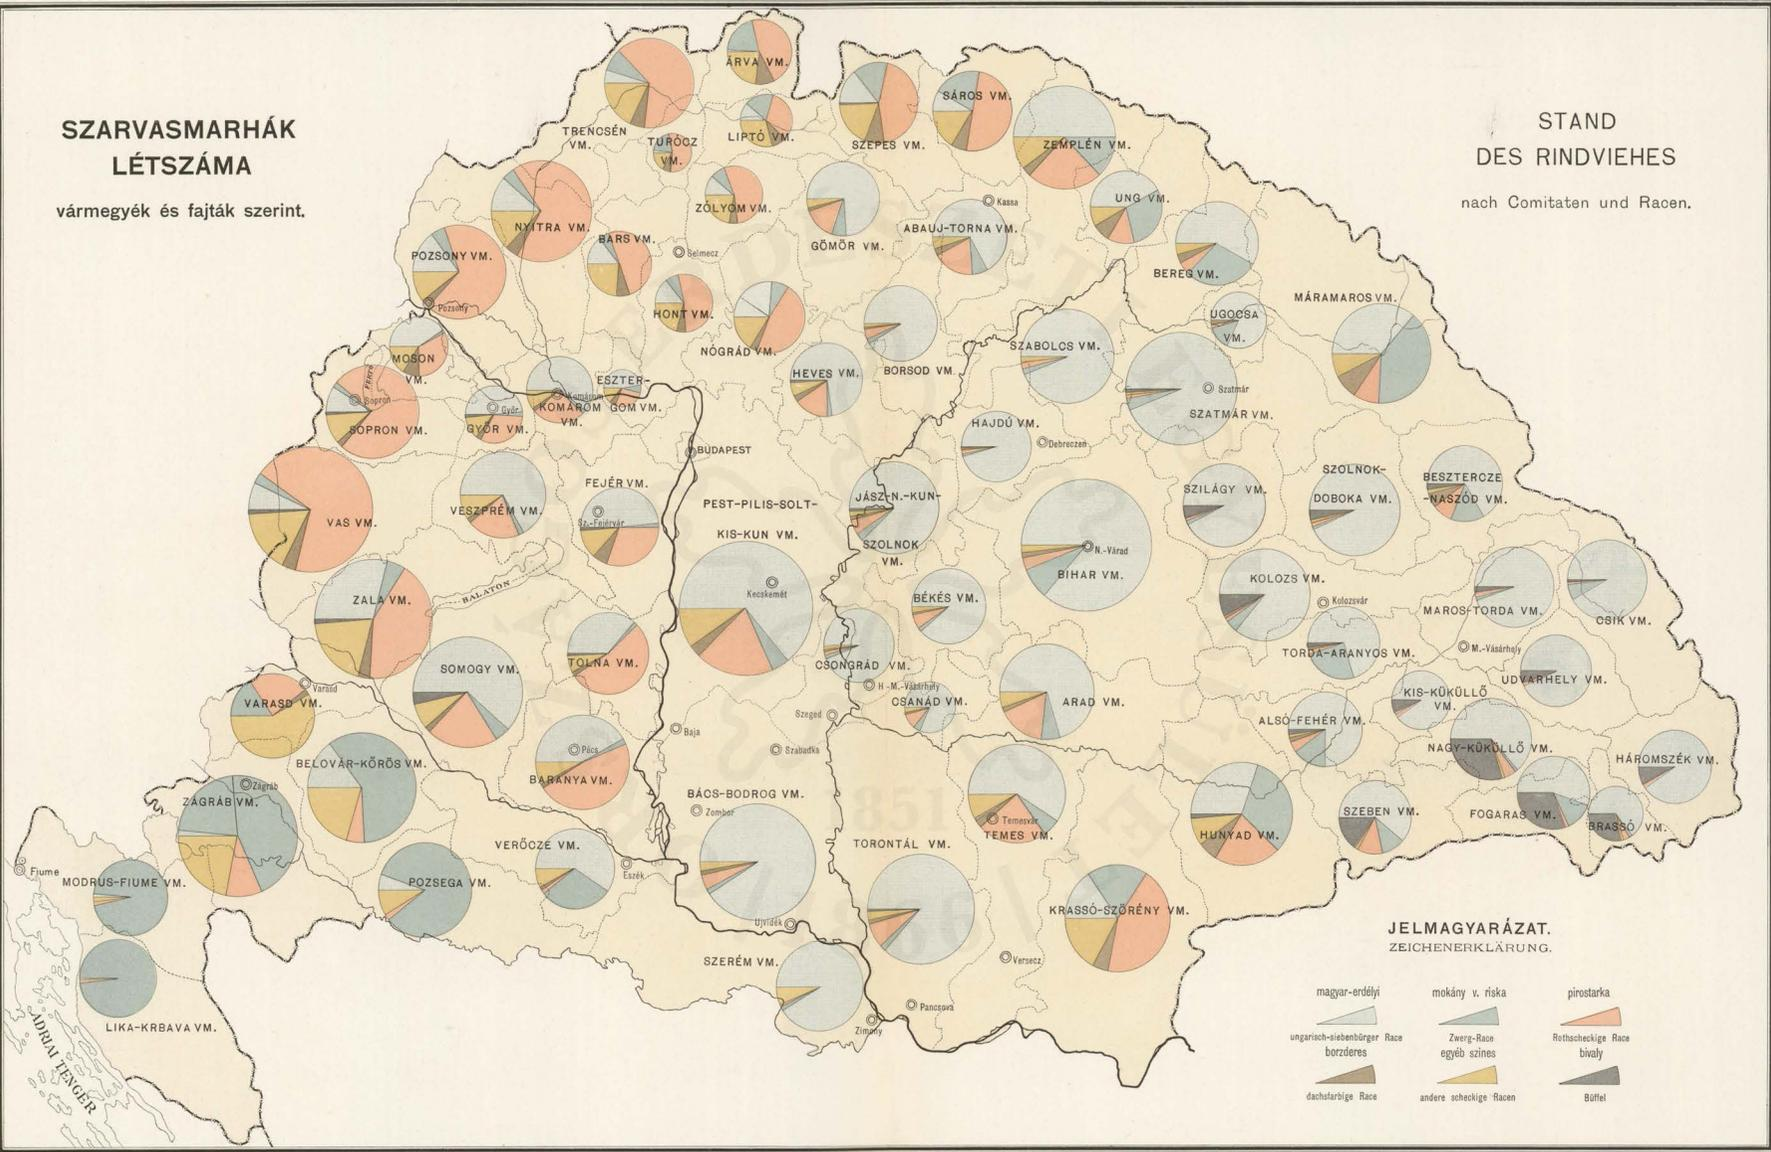 SZARVASMARHÁK
LÉTSZÁMA
vármegyék és fajták szerint.
STAND
DES RINDVIEHES
nach Comitaten und Racen.
ÁRVA VM.
TRENCSÉN
VM.
TURÓCZ
VM.
LIPTÓ VM.
SZEPES VM.
SÁROS VM.
ZEMPLÉN VM.
UNG VM.
NYITRA VM.
ZÓLYOM VM.
GÖMÖR VM.
Kassa
ABAUJ-TORNA VM.
BARS VM.
Selmecz
POZSONY VM.
Pozsony
BEREG VM.
MÁRAMAROS VM.
HONT VM.
NÓGRÁD VM.
UGOCSA
VM.
MOSON
VM.
FERTŐ
SZABOLCS VM.
BORSOD VM.
HEVES VM.
ESZTER-
GOM VM.
Komárom
KOMÁROM
VM.
Sopron
SOPRON VM.
Győr
GYŐR VM.
Szatmár
SZATMÁR VM.
HAJDÚ VM.
Debreczen
BUDAPEST
FEJÉR VM.
Sz.-Fejérvár
VESZPRÉM VM.
VAS VM.
PEST-PILIS-SOLT-
KIS-KUN VM.
Kecskemét
JÁSZ-N.-KUN-
SZOLNOK
VM.
SZILÁGY VM.
SZOLNOK-
DOBOKA VM.
BESZTERCZE
-NASZÓD VM.
N.-Várad
BIHAR VM.
BALATON
ZALA VM.
BÉKÉS VM.
KOLOZS VM.
Kolozsvár
MAROS-TORDA VM.
CSIK VM.
TORDA-ARANYOS VM.
M.-Vásárhely
UDVARHELY VM.
SOMOGY VM.
TOLNA VM.
CSONGRÁD VM.
H-M.-Vásárhely
CSANÁD VM.
ARAD VM.
KIS-KÜKÜLLŐ
VM.
ALSÓ-FEHÉR VM.
NAGY-KÜKÜLLŐ VM.
HÁROMSZÉK VM.
Varasd
VARASD VM.
Szeged
Baja
Szabadka
Pécs
BARANYA VM.
BELOVÁR-KŐRÖS VM.
Zágráb
ZÁGRÁB VM.
BÁCS-BODROG VM.
Zombor
Temesvár
TEMES VM.
HUNYAD VM.
SZEBEN VM.
FOGARAS VM.
BRASSÓ VM.
VERŐCZE VM.
Eszék
TORONTÁL VM.
Fiume
MODRUS-FIUME VM.
POZSEGA VM.
Ujvidék
KRASSÓ-SZÖRÉNY VM.
SZERÉM VM.
Versecz
Pancsova
Zimony
LIKA-KRBAVA VM.
ADRIAI TENGER
JELMAGYARÁZAT.
ZEICHENERKLÄRUNG.
magyar-erdélyi
mokány v. riska
pirostarka
ungarisch-siebenbürger Race
Zwerg-Race
Rothscheckige Race
borzderes
egyéb szines
bivaly
dachsfarbige Race
andere scheckige Racen
Büffel